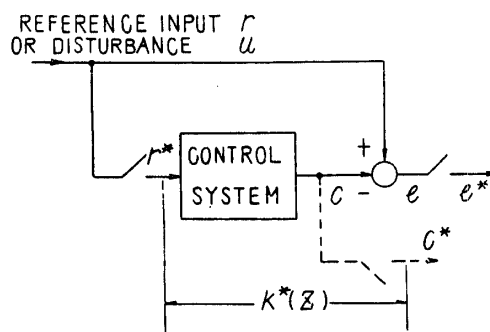 REFERENCE INPUT r
OR DISTURBANCE u
r*
CONTROL
SYSTEM
+
c
-
e
e*
C*
K*(Z)